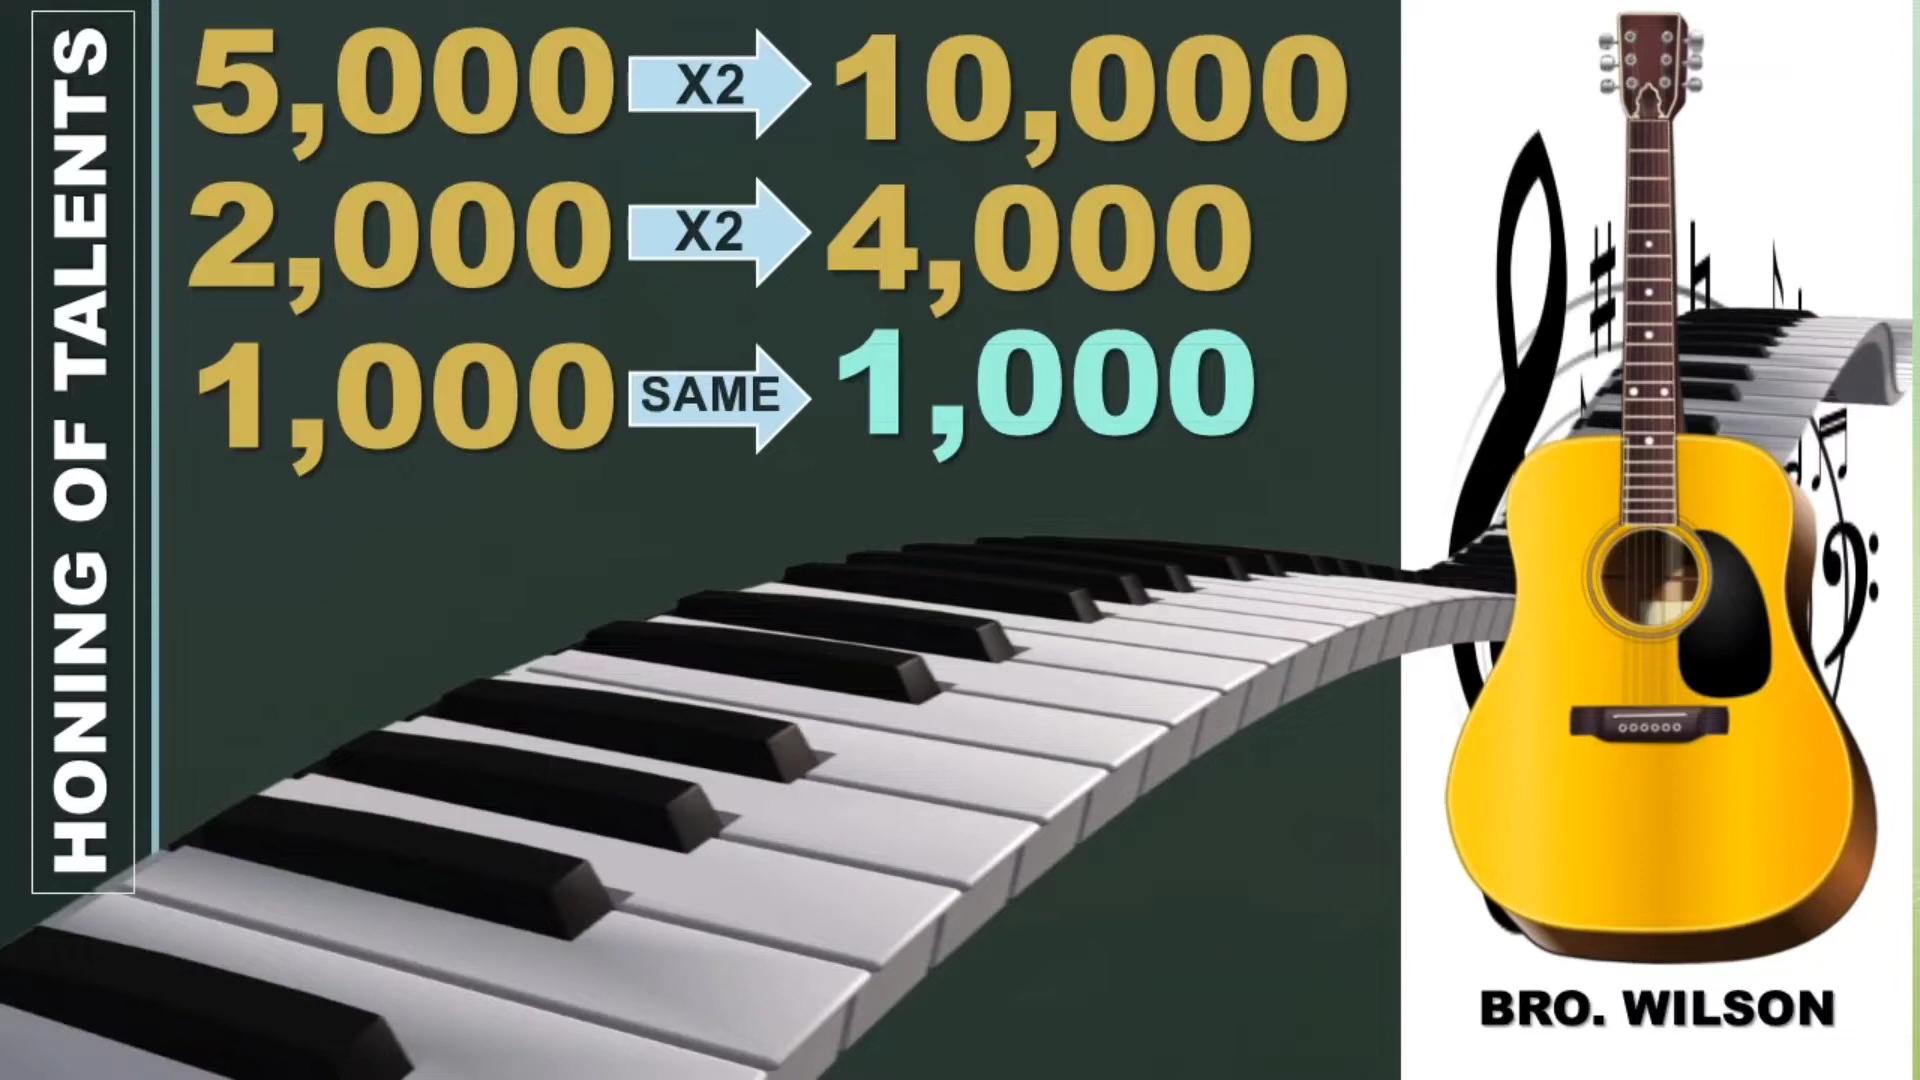 HONING OF TALENTS
5,000 X2 10,000
2,000 X2 4,000
1,000 SAME 1,000
BRO. WILSON